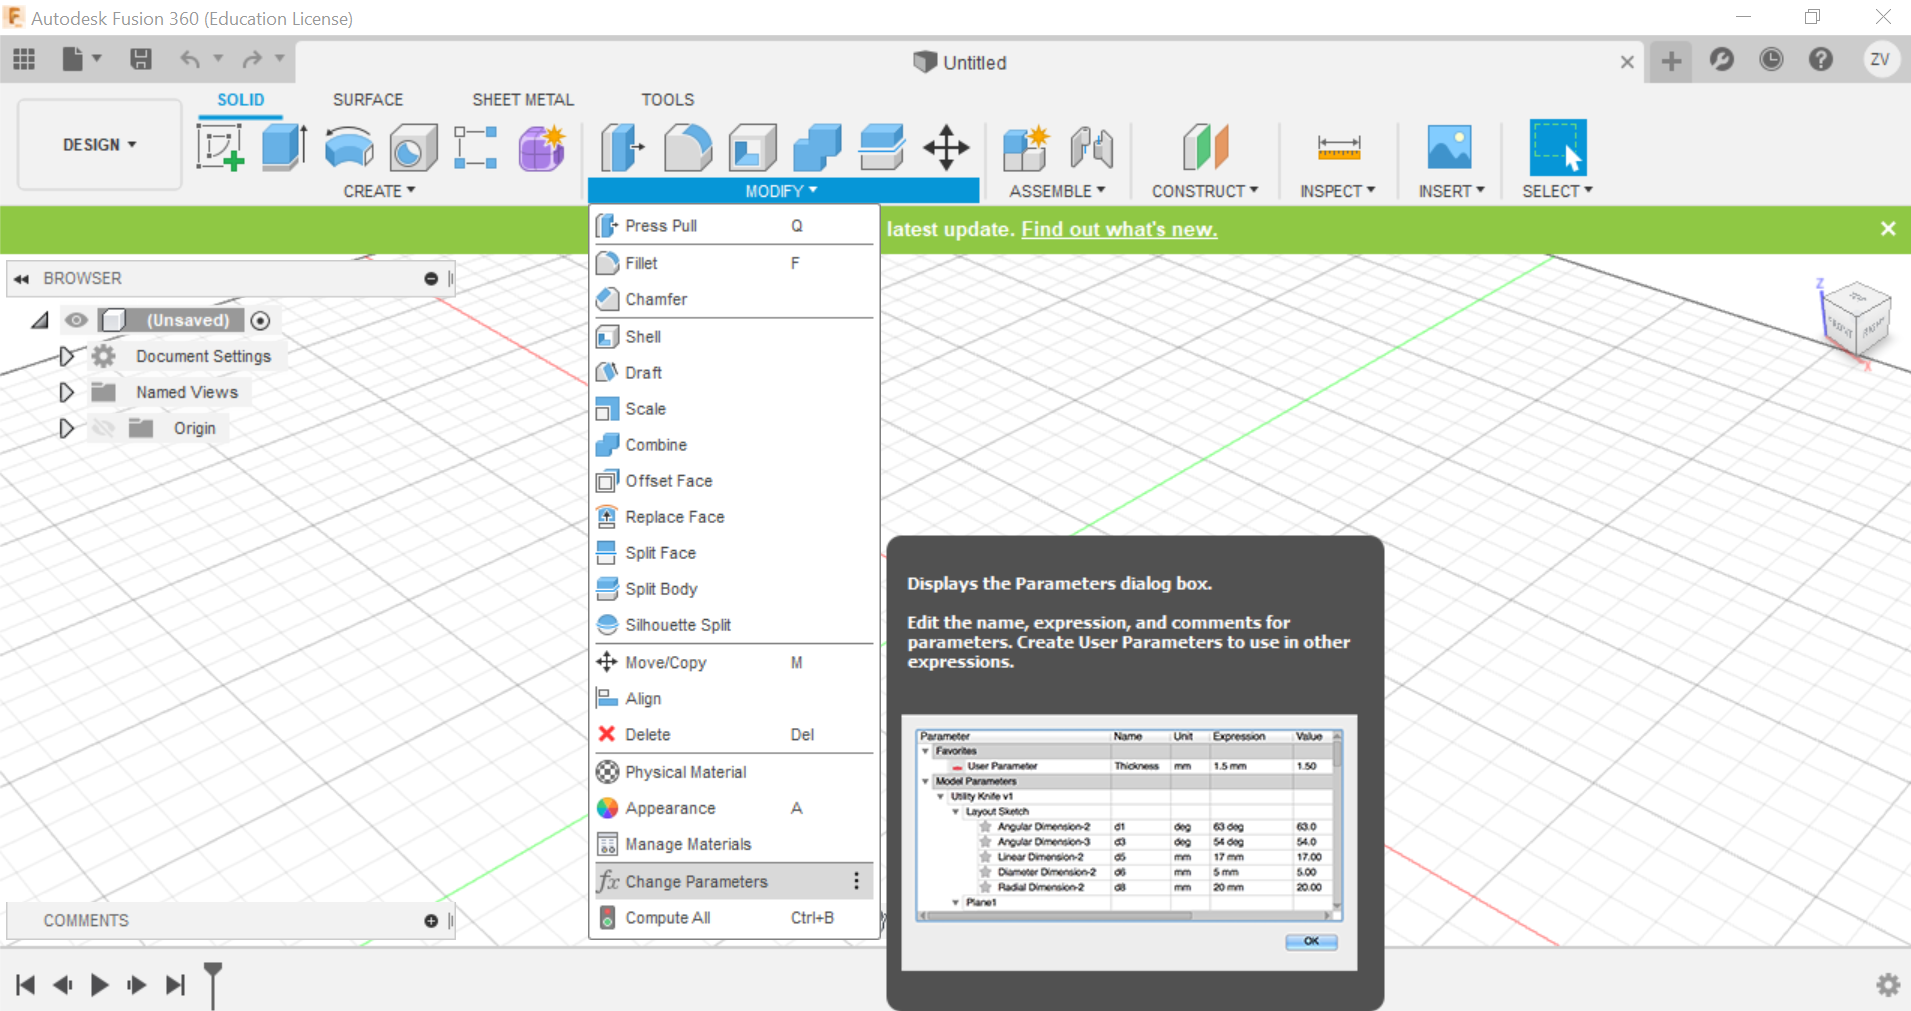 Autodesk Fusion 360 (Education License)
Untitled
ZV
SOLID SURFACE SHEET METAL TOOLS
DESIGN
CREATE MODIFY ASSEMBLE CONSTRUCT INSPECT INSERT SELECT
latest update. Find out what's new.
BROWSER
(Unsaved)
Document Settings
Named Views
Origin
Press Pull Q
Fillet F
Chamfer
Shell
Draft
Scale
Combine
Offset Face
Replace Face
Split Face
Split Body
Silhouette Split
Move/Copy M
Align
Delete Del
Physical Material
Appearance A
Manage Materials
fx Change Parameters
Compute All Ctrl+B
Z
TOP
FRONT RIGHT
X
Displays the Parameters dialog box.
Edit the name, expression, and comments for
parameters. Create User Parameters to use in other
expressions.
Parameter Name Unit Expression Value
Favorites
User Parameter Thickness mm 1.5 mm 1.50
Model Parameters
Utility Knife v1
Layout Sketch
Angular Dimension-2 d1 deg 63 deg 63.0
Angular Dimension-3 d3 deg 54 deg 54.0
Linear Dimension-2 d5 mm 17 mm 17.00
Diameter Dimension-2 d6 mm 5 mm 5.00
Radial Dimension-2 d8 mm 20 mm 20.00
Plane1
OK
COMMENTS